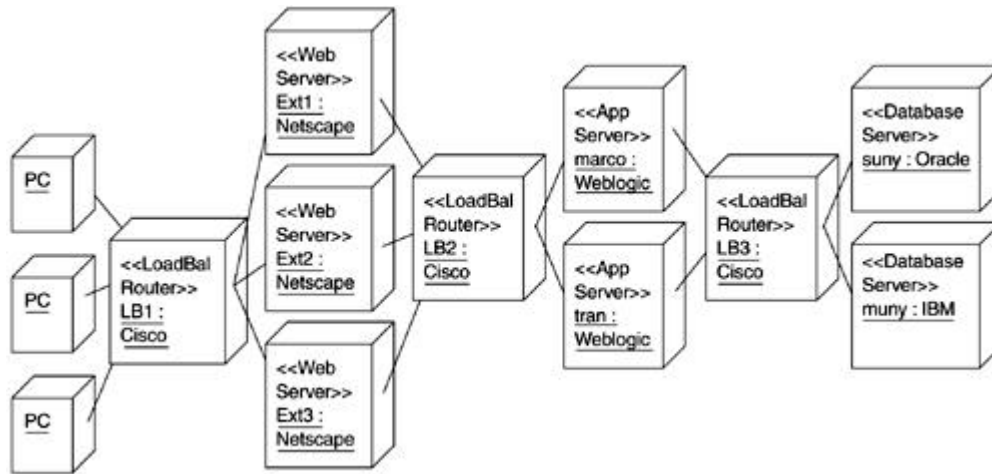 PC
PC
PC
<<LoadBal
Router>>
LB1 :
Cisco
<<Web
Server>>
Ext1 :
Netscape
<<Web
Server>>
Ext2 :
Netscape
<<Web
Server>>
Ext3 :
Netscape
<<LoadBal
Router>>
LB2 :
Cisco
<<App
Server>>
marco :
Weblogic
<<App
Server>>
tran :
Weblogic
<<LoadBal
Router>>
LB3 :
Cisco
<<Database
Server>>
suny : Oracle
<<Database
Server>>
muny : IBM